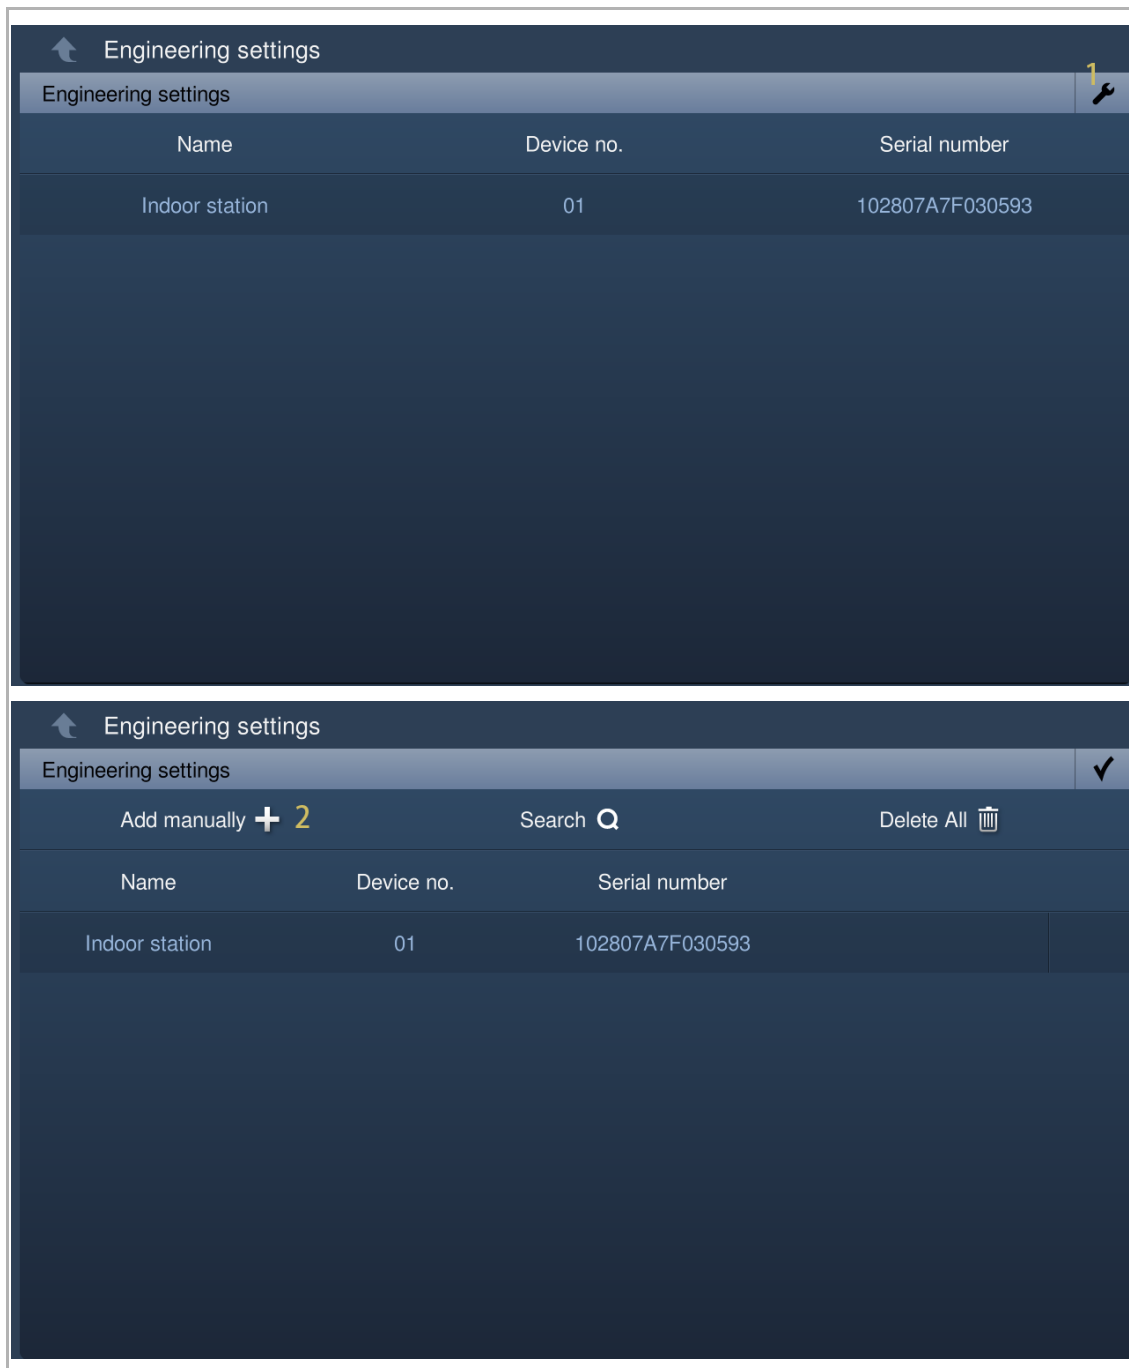 Engineering settings
1
Engineering settings
Name Device no. Serial number
Indoor station 01 102807A7F030593
Engineering settings
Engineering settings
Add manually 2 Search Delete All
Name Device no. Serial number
Indoor station 01 102807A7F030593